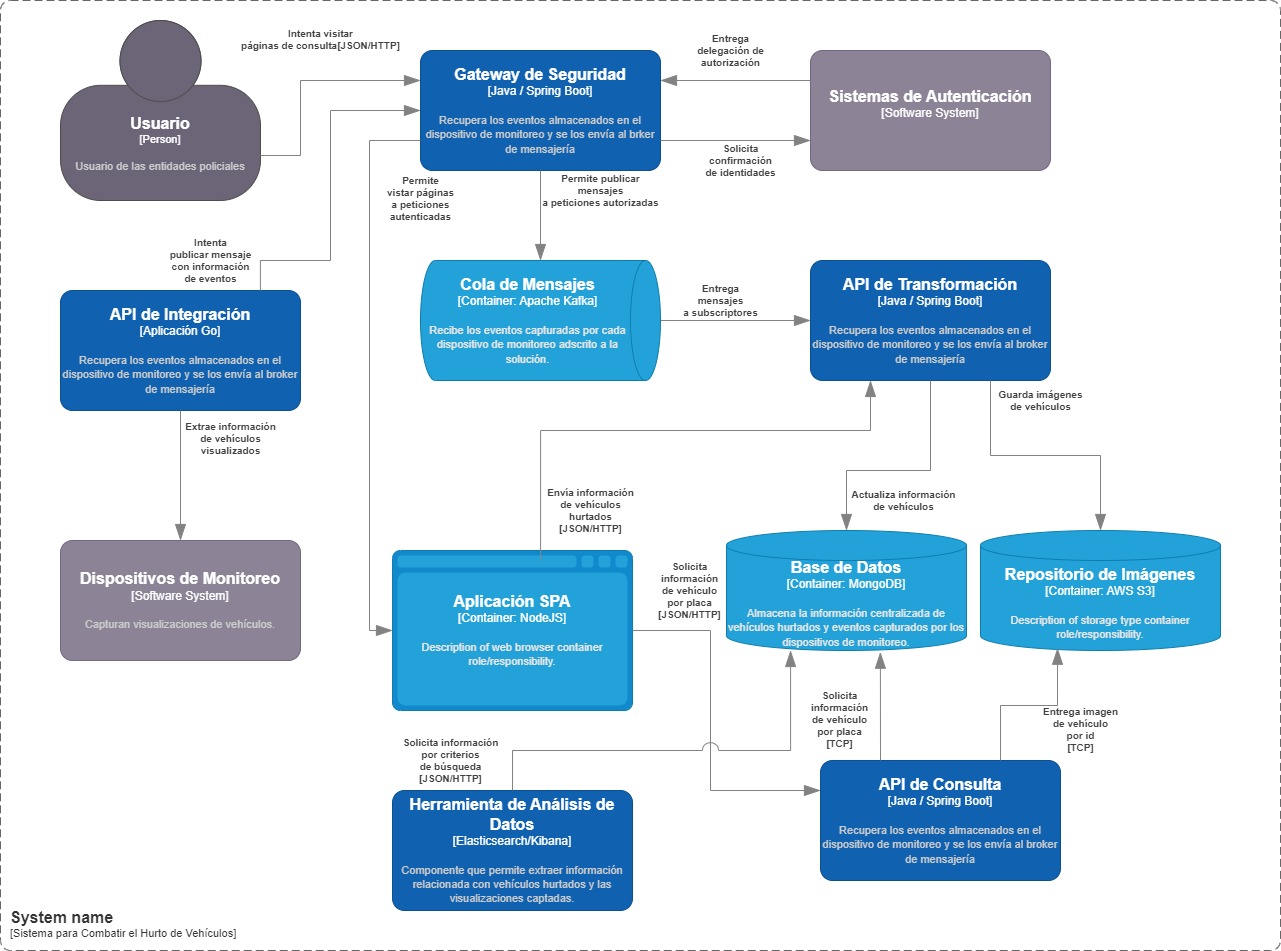 Intenta visitar
páginas de consulta[JSON/HTTP]
Usuario
[Person]
Usuario de las entidades policiales
Gateway de Seguridad
[Java / Spring Boot]
Recupera los eventos almacenados en el
dispositivo de monitoreo y se los envía al brker
de mensajería
Entrega
delegación de
autorización
Sistemas de Autenticación
[Software System]
Solicita
confirmación
de identidades
Permite
vistar páginas
a peticiones
autenticadas
Permite publicar
mensajes
a peticiones autorizadas
Intenta
publicar mensaje
con información
de eventos
API de Integración
[Aplicación Go]
Recupera los eventos almacenados en el
dispositivo de monitoreo y se los envía al broker
de mensajería
Cola de Mensajes
[Container: Apache Kafka]
Recibe los eventos capturadas por cada
dispositivo de monitoreo adscrito a la
solución.
Entrega
mensajes
a subscriptores
API de Transformación
[Java / Spring Boot]
Recupera los eventos almacenados en el
dispositivo de monitoreo y se los envía al broker
de mensajería
Extrae información
de vehículos
visualizados
Guarda imágenes
de vehículos
Envía información
de vehículos
hurtados
[JSON/HTTP]
Actualiza información
de vehículos
Dispositivos de Monitoreo
[Software System]
Capturan visualizaciones de vehículos.
Aplicación SPA
[Container: NodeJS]
Description of web browser container
role/responsibility.
Solicita
información
de vehículo
por placa
[JSON/HTTP]
Base de Datos
[Container: MongoDB]
Almacena la información centralizada de
vehículos hurtados y eventos capturados por los
dispositivos de monitoreo.
Repositorio de Imágenes
[Container: AWS S3]
Description of storage type container
role/responsibility.
Solicita información
por criterios
de búsqueda
[JSON/HTTP]
Solicita
información
de vehículo
por placa
[TCP]
Entrega imagen
de vehículo
por id
[TCP]
Herramienta de Análisis de
Datos
[Elasticsearch/Kibana]
Componente que permite extraer información
relacionada con vehículos hurtados y las
visualizaciones captadas.
API de Consulta
[Java / Spring Boot]
Recupera los eventos almacenados en el
dispositivo de monitoreo y se los envía al broker
de mensajería
System name
[Sistema para Combatir el Hurto de Vehículos]